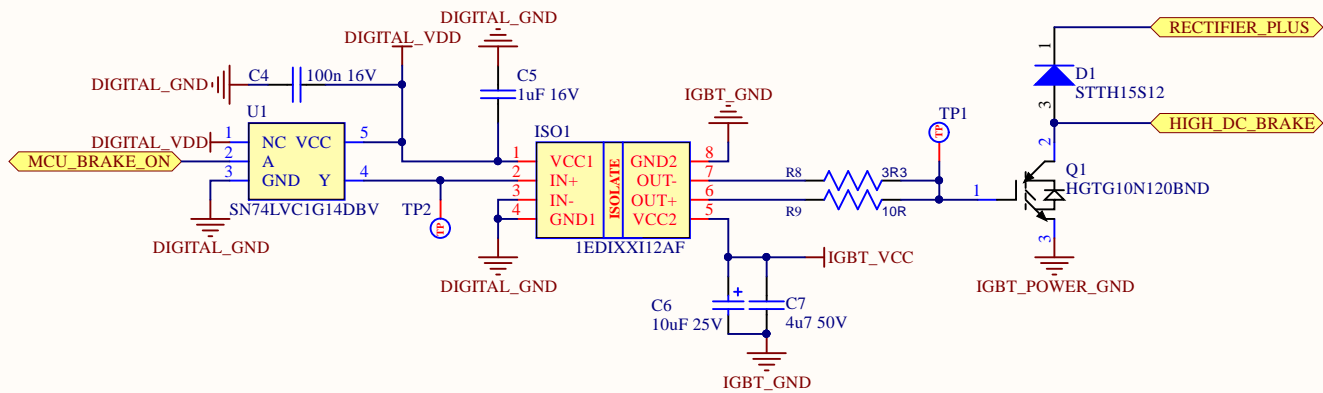 DIGITAL_GND
DIGITAL_VDD
RECTIFIER_PLUS
1
DIGITAL_GND
C4
100n 16V
C5
1uF 16V
D1
STTH15S12
IGBT_GND
3
U1
TP1
TP
HIGH_DC_BRAKE
DIGITAL_VDD
1
NC VCC
5
ISO1
2
MCU_BRAKE_ON
2
A
1
VCC1
GND2
8
3
GND
Y
4
2
IN+
OUT-
7
R8
3R3
Q1
HGTG10N120BND
3
IN-
OUT+
6
R9
10R
1
SN74LVC1G14DBV
TP2
TP
4
GND1
VCC2
5
ISOLATE
3
DIGITAL_GND
1EDIXXI12AF
IGBT_VCC
DIGITAL_GND
IGBT_POWER_GND
C6
10uF 25V
+
C7
4u7 50V
IGBT_GND